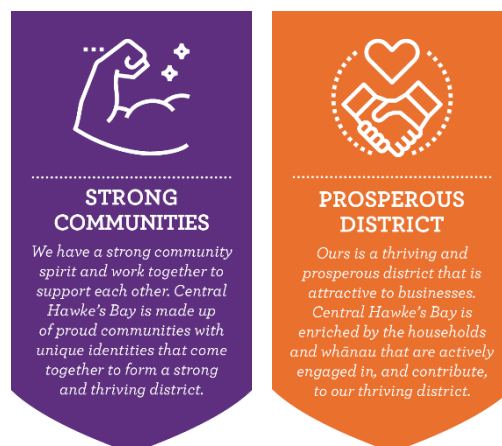 STRONG
COMMUNITIES
We have a strong community
spirit and work together to
support each other. Central
Hawke's Bay is made up
of proud communities with
unique identities that come
together to form a strong
and thriving district.
PROSPEROUS
DISTRICT
Ours is a thriving and
prosperous district that is
attractive to businesses.
Central Hawke's Bay is
enriched by the households
and whānau that are actively
engaged in, and contribute,
to our thriving district.